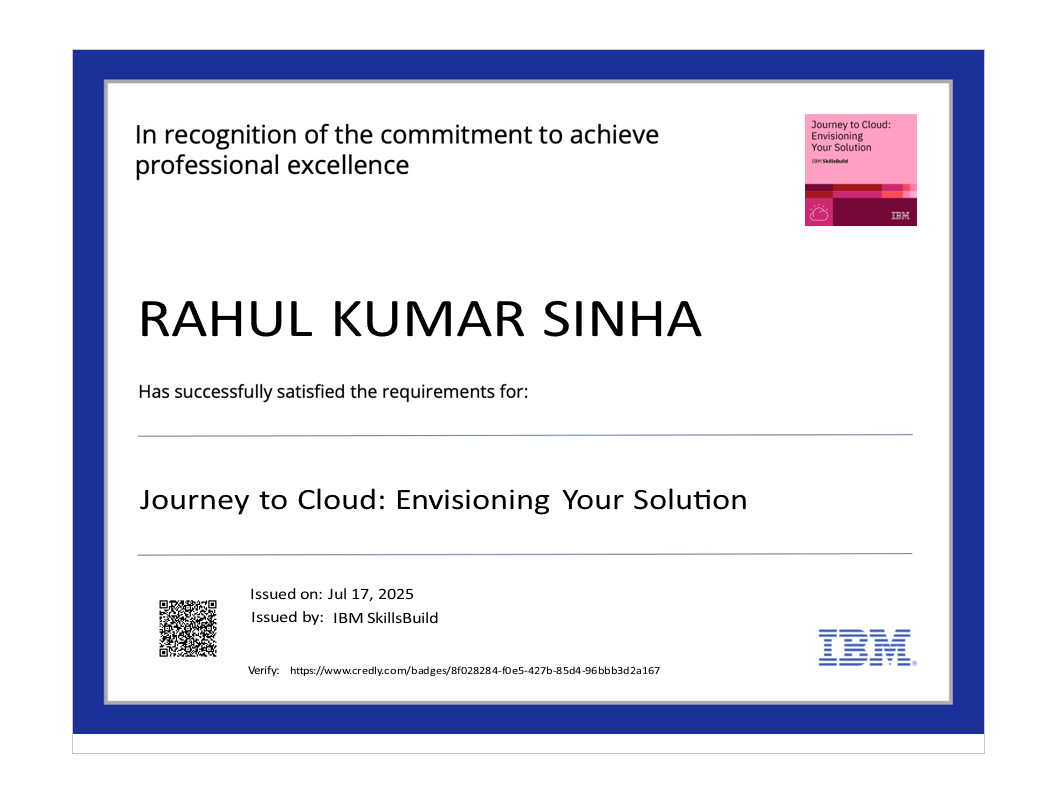 In recognition of the commitment to achieve
professional excellence
Journey to Cloud:
Envisioning
Your Solution
IBM SkillsBuild
IBM
RAHUL KUMAR SINHA
Has successfully satisfied the requirements for:
Journey to Cloud: Envisioning Your Solution
Issued on: Jul 17, 2025
Issued by: IBM SkillsBuild
Verify: https://www.credly.com/badges/8f028284-f0e5-427b-85d4-96bbb3d2a167
IBM®